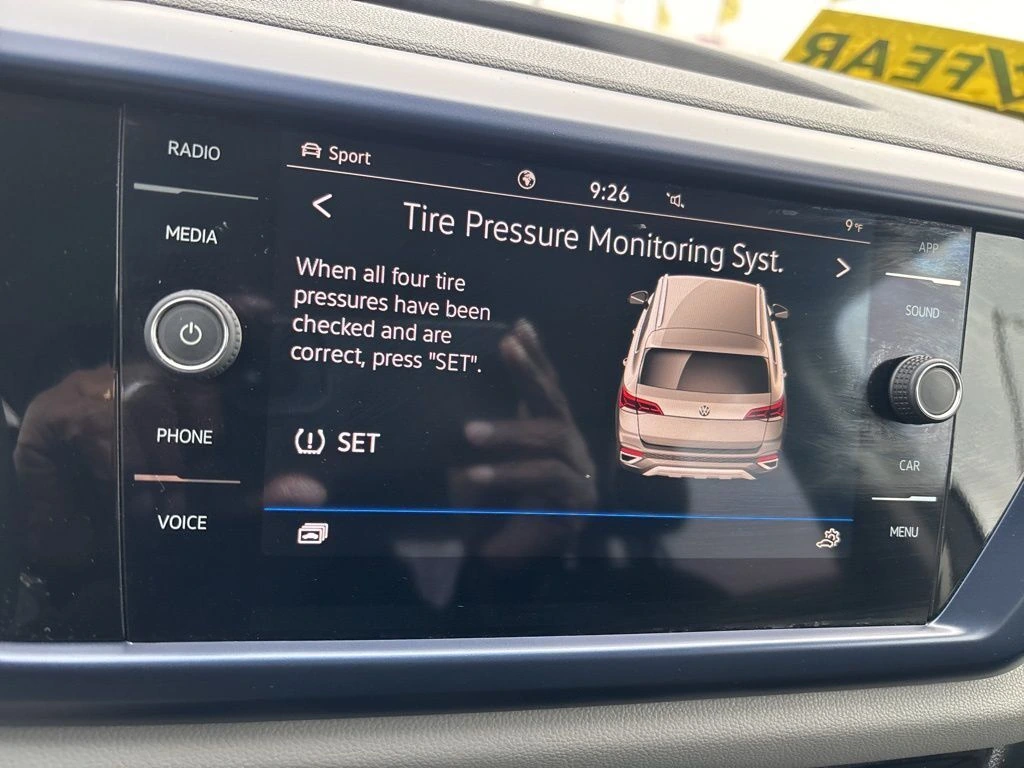 RADIO
MEDIA
PHONE
VOICE
Sport
9:26
9°F
Tire Pressure Monitoring Syst.
When all four tire
pressures have been
checked and are
correct, press "SET".
SET
APP
SOUND
CAR
MENU
FEAR